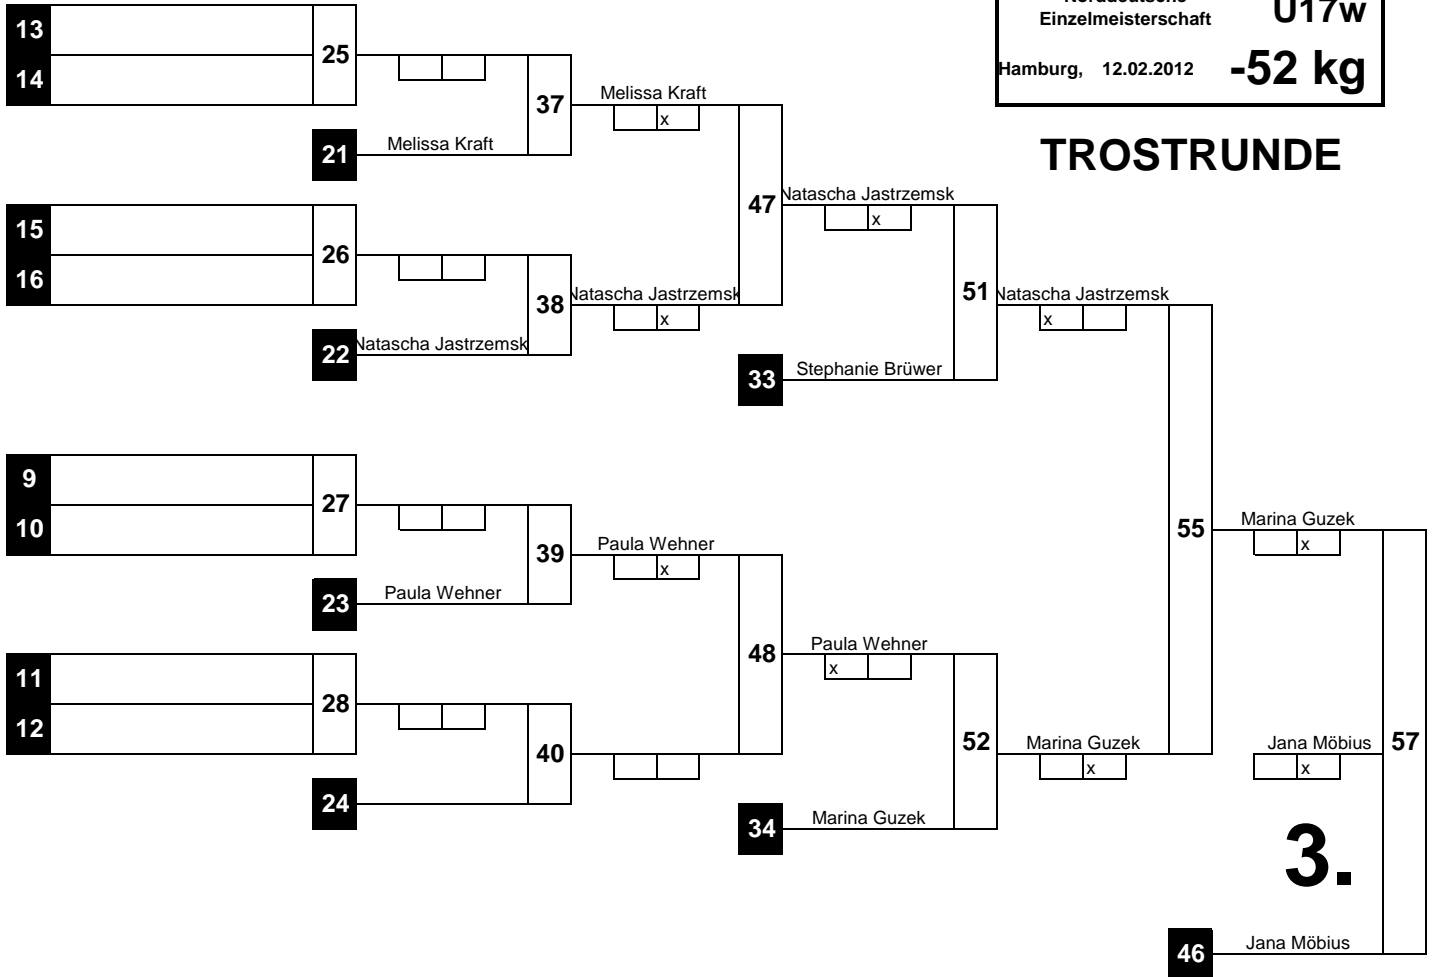 Norddeutsche
Einzelmeisterschaft
U17w
Hamburg, 12.02.2012
-52 kg
TROSTRUNDE
13
14
25
21
Melissa Kraft
37
Melissa Kraft
x
15
16
26
22
Natascha Jastrzemsk
38
Natascha Jastrzemsk
x
47
Natascha Jastrzemsk
x
33
Stephanie Brüwer
51
Natascha Jastrzemsk
x
9
10
27
23
Paula Wehner
39
Paula Wehner
x
11
12
28
24
40
48
Paula Wehner
x
34
Marina Guzek
52
Marina Guzek
x
55
Marina Guzek
x
57
Jana Möbius
x
3.
46
Jana Möbius